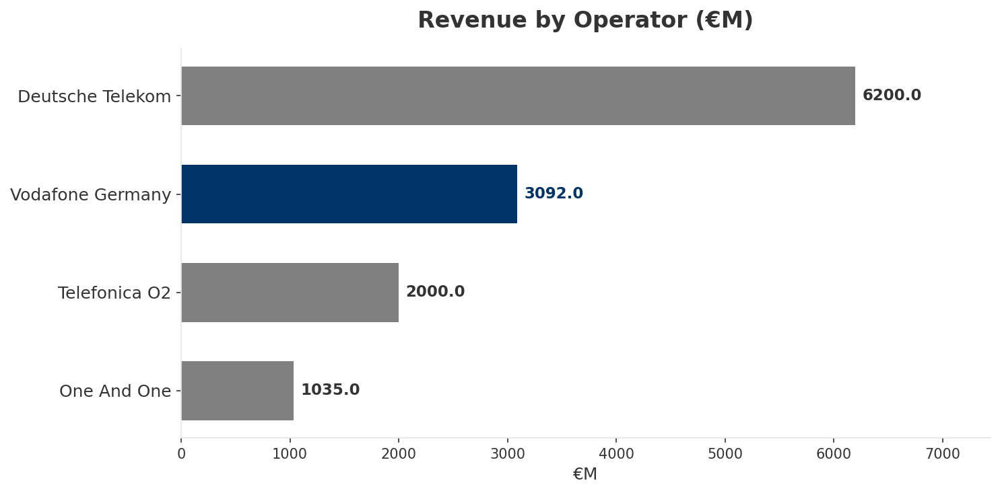 Revenue by Operator (€M)
Deutsche Telekom
6200.0
Vodafone Germany
3092.0
Telefonica O2
2000.0
One And One
1035.0
0 1000 2000 3000 4000 5000 6000 7000
€M